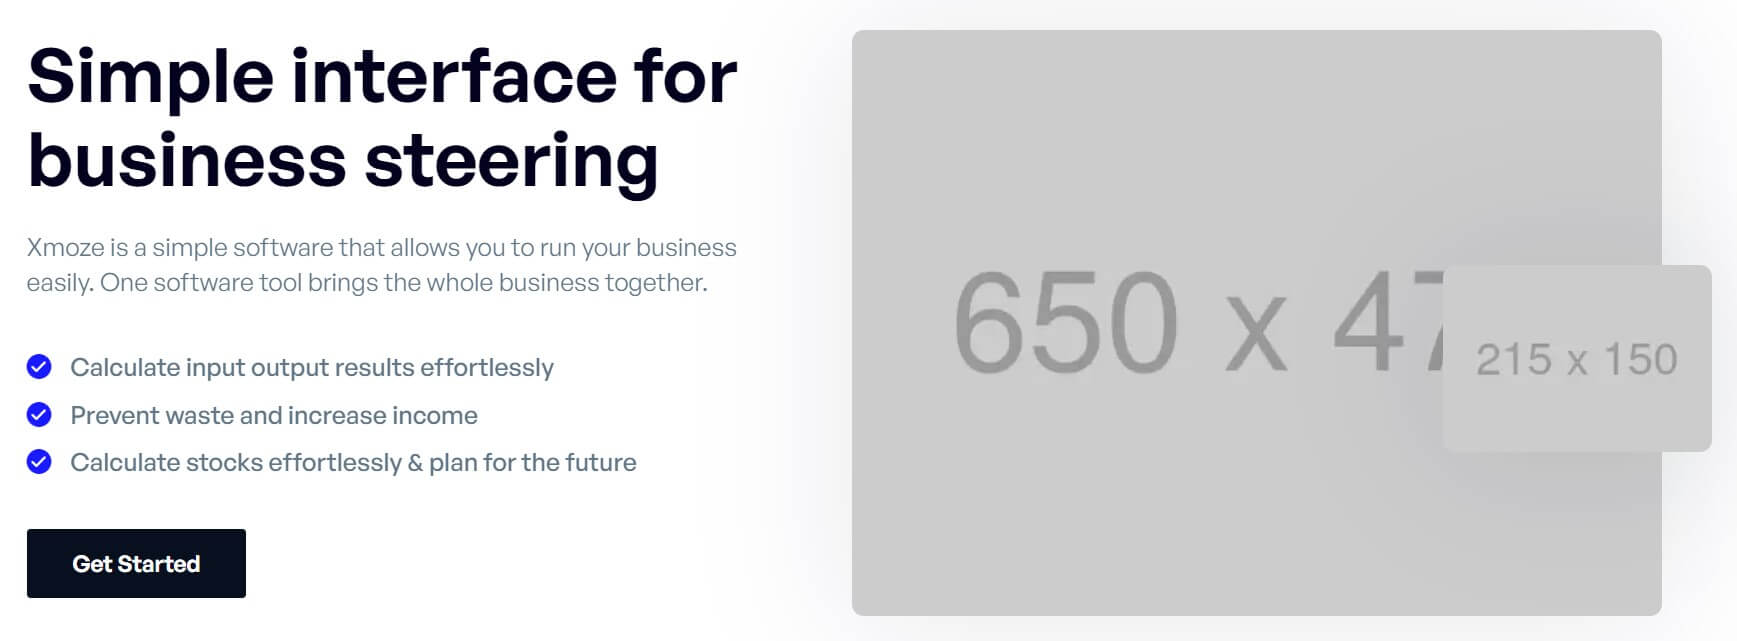 Simple interface for
business steering
Xmoze is a simple software that allows you to run your business
easily. One software tool brings the whole business together.
Calculate input output results effortlessly
Prevent waste and increase income
Calculate stocks effortlessly & plan for the future
Get Started
650 x 47
215 x 150